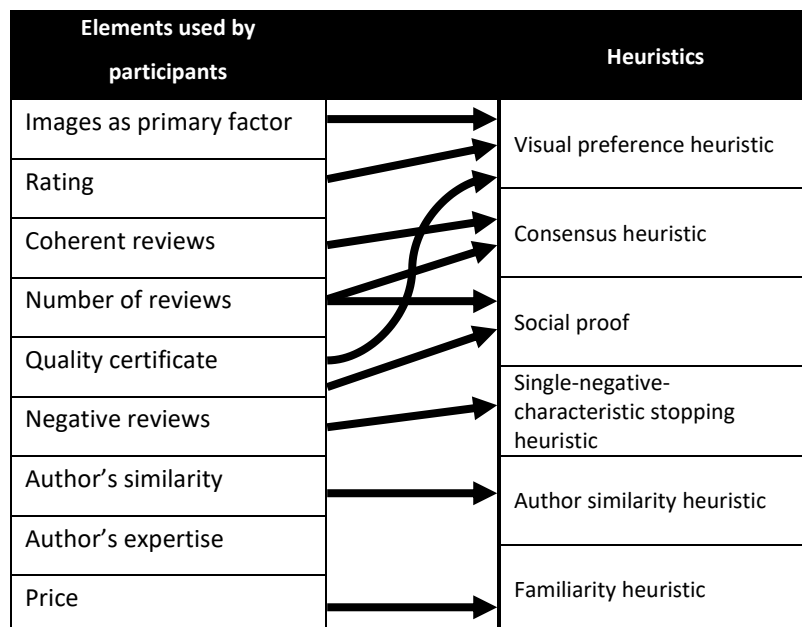 Elements used by
participants
Heuristics
Images as primary factor
Rating
Coherent reviews
Number of reviews
Quality certificate
Negative reviews
Author’s similarity
Author’s expertise
Price
Visual preference heuristic
Consensus heuristic
Social proof
Single-negative-
characteristic stopping
heuristic
Author similarity heuristic
Familiarity heuristic